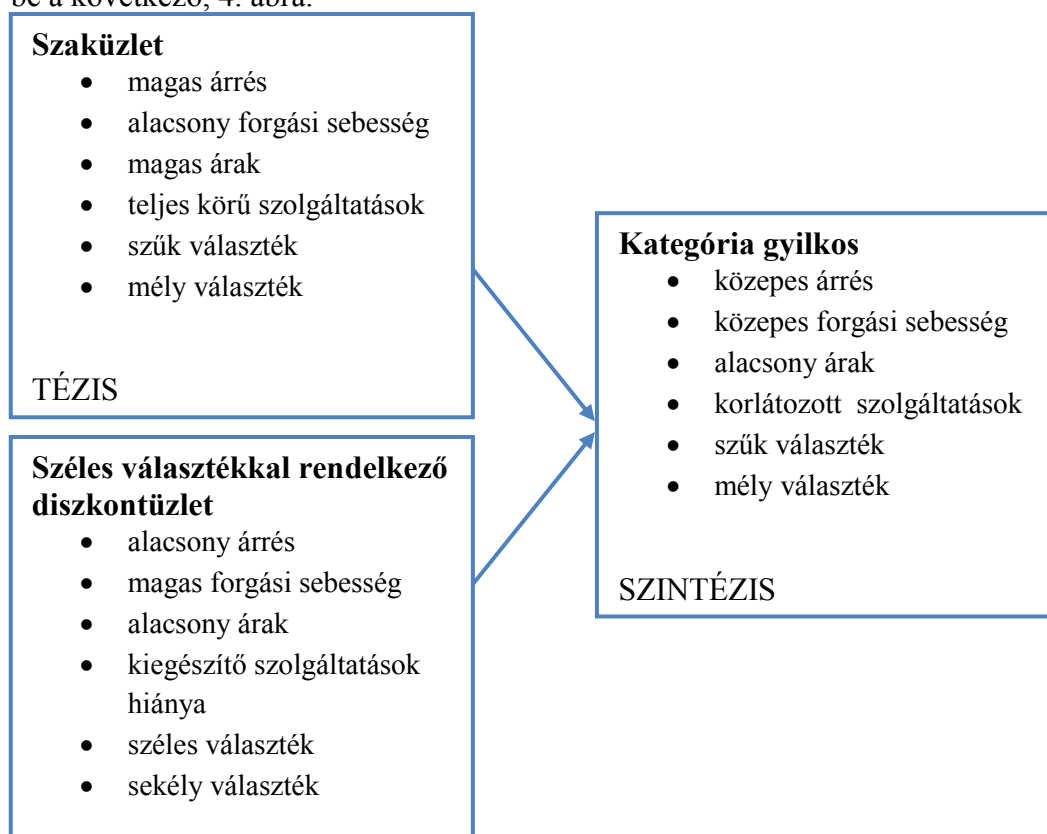 be a következő, 4. ábra.
Szaküzlet
• magas árrés
• alacsony forgási sebesség
• magas árak
• teljes körű szolgáltatások
• szűk választék
• mély választék
TÉZIS
Széles választékkal rendelkező
diszkontüzlet
• alacsony árrés
• magas forgási sebesség
• alacsony árak
• kiegészítő szolgáltatások
hiánya
• széles választék
• sekély választék
Kategória gyilkos
• közepes árrés
• közepes forgási sebesség
• alacsony árak
• korlátozott szolgáltatások
• szűk választék
• mély választék
SZINTÉZIS